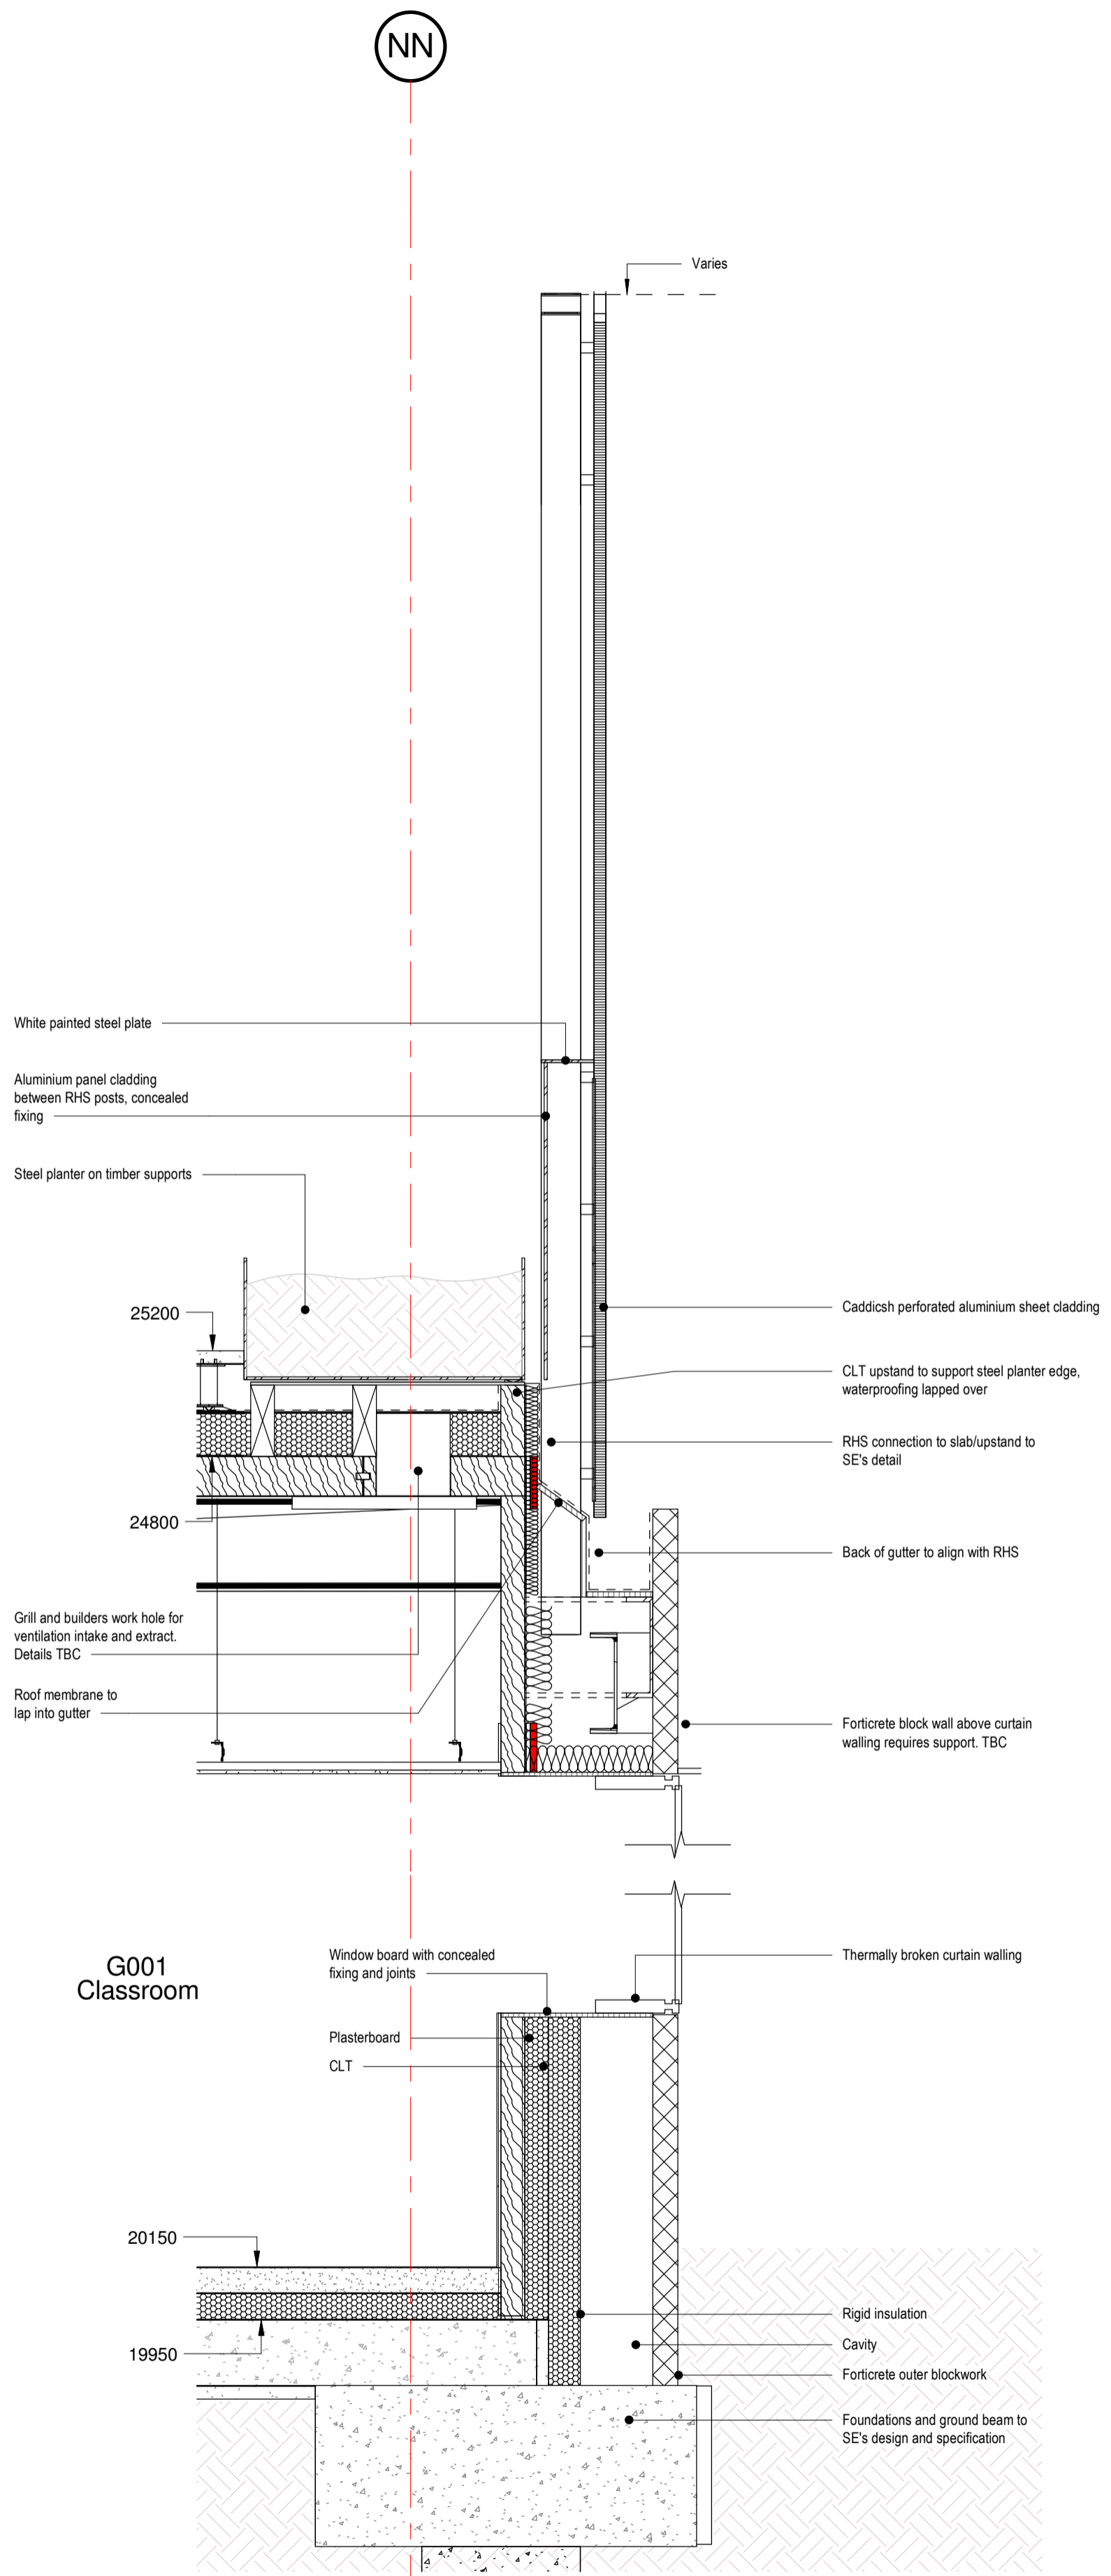 NN
Varies
White painted steel plate
Aluminium panel cladding
between RHS posts, concealed
fixing
Steel planter on timber supports
25200
Caddicsh perforated aluminium sheet cladding
CLT upstand to support steel planter edge,
waterproofing lapped over
RHS connection to slab/upstand to
SE's detail
24800
Back of gutter to align with RHS
Grill and builders work hole for
ventilation intake and extract.
Details TBC
Roof membrane to
lap into gutter
Forticrete block wall above curtain
walling requires support. TBC
G001
Classroom
Window board with concealed
fixing and joints
Thermally broken curtain walling
Plasterboard
CLT
20150
19950
Rigid insulation
Cavity
Forticrete outer blockwork
Foundations and ground beam to
SE's design and specification